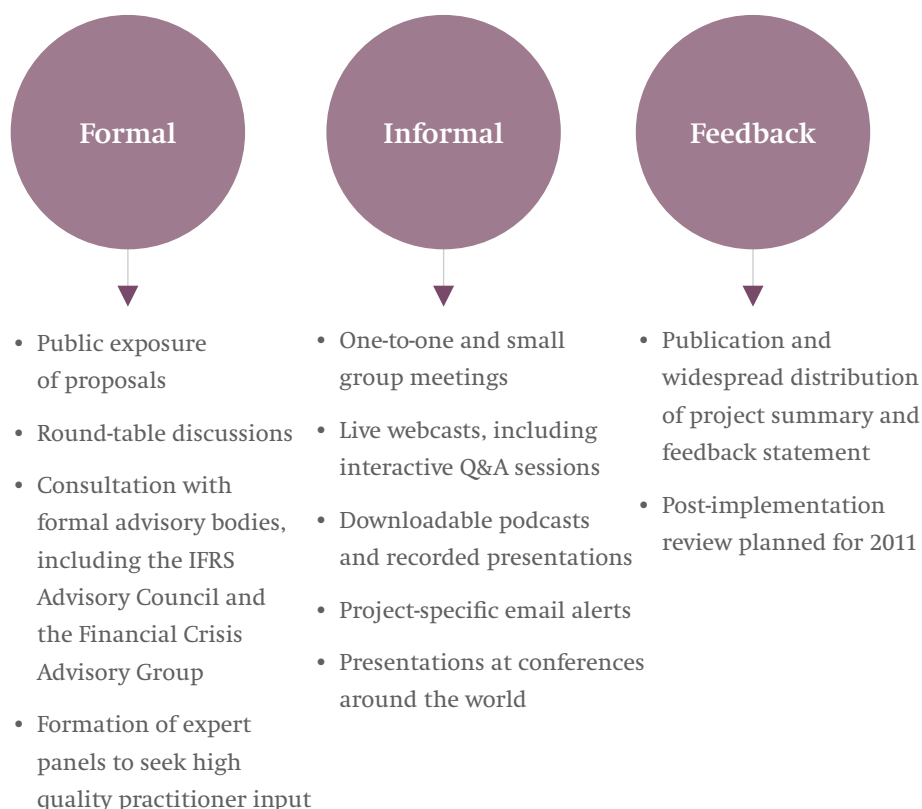 Formal
• Public exposure
of proposals
• Round-table discussions
• Consultation with
formal advisory bodies,
including the IFRS
Advisory Council and
the Financial Crisis
Advisory Group
• Formation of expert
panels to seek high
quality practitioner input
Informal
• One-to-one and small
group meetings
• Live webcasts, including
interactive Q&A sessions
• Downloadable podcasts
and recorded presentations
• Project-specific email alerts
• Presentations at conferences
around the world
Feedback
• Publication and
widespread distribution
of project summary and
feedback statement
• Post-implementation
review planned for 2011